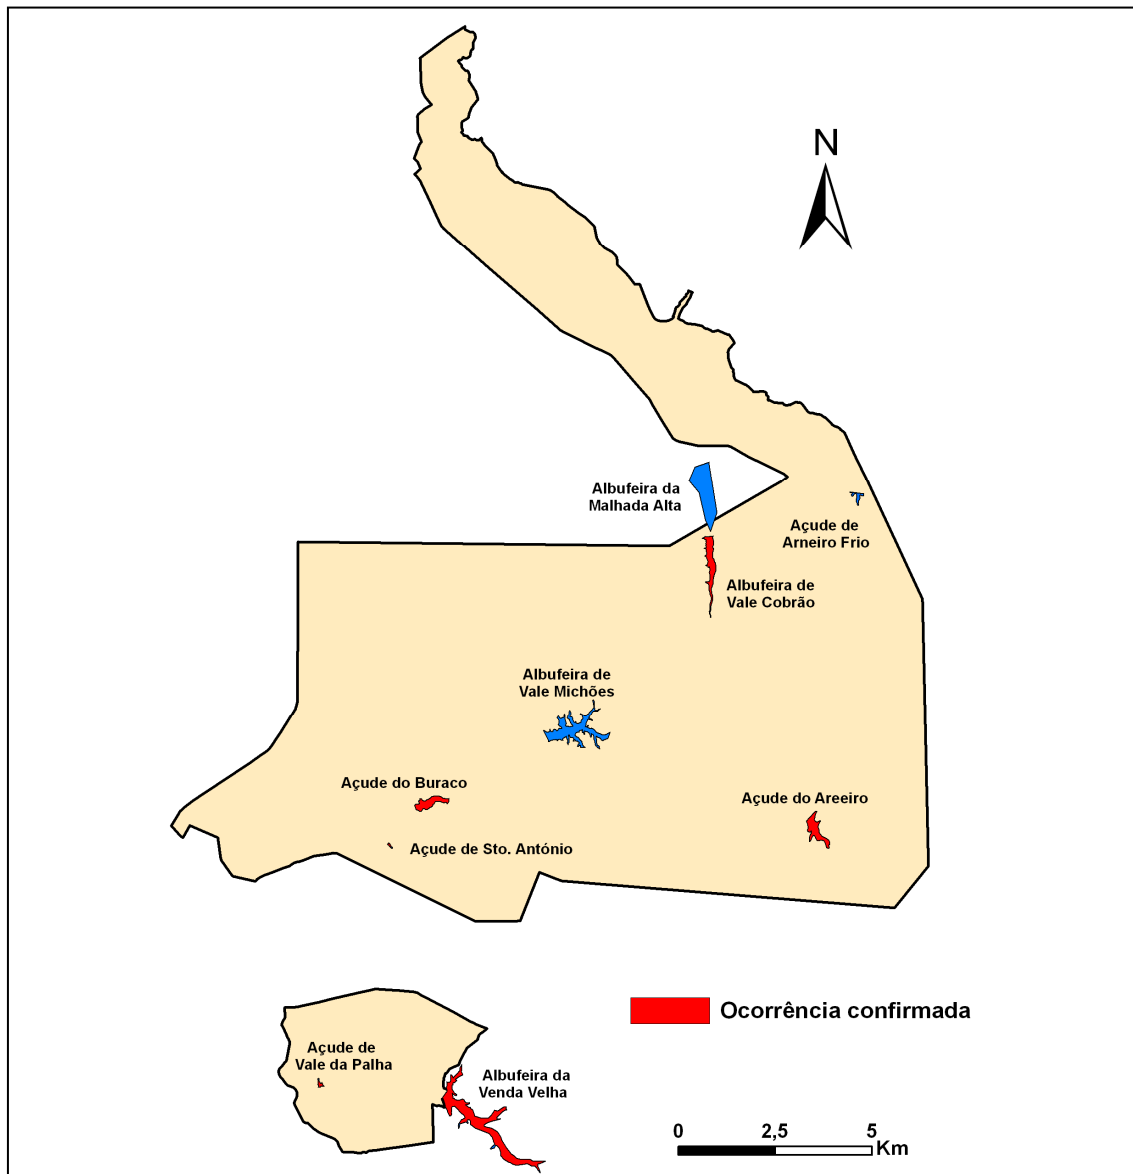 N
Albufeira da
Malhada Alta
Açude de
Arneiro Frio
Albufeira de
Vale Cobrão
Albufeira de
Vale Michões
Açude do Buraco
Açude do Areeiro
Açude de Sto. António
Ocorrência confirmada
Açude de
Vale da Palha
Albufeira da
Venda Velha
0 2,5 5
Km